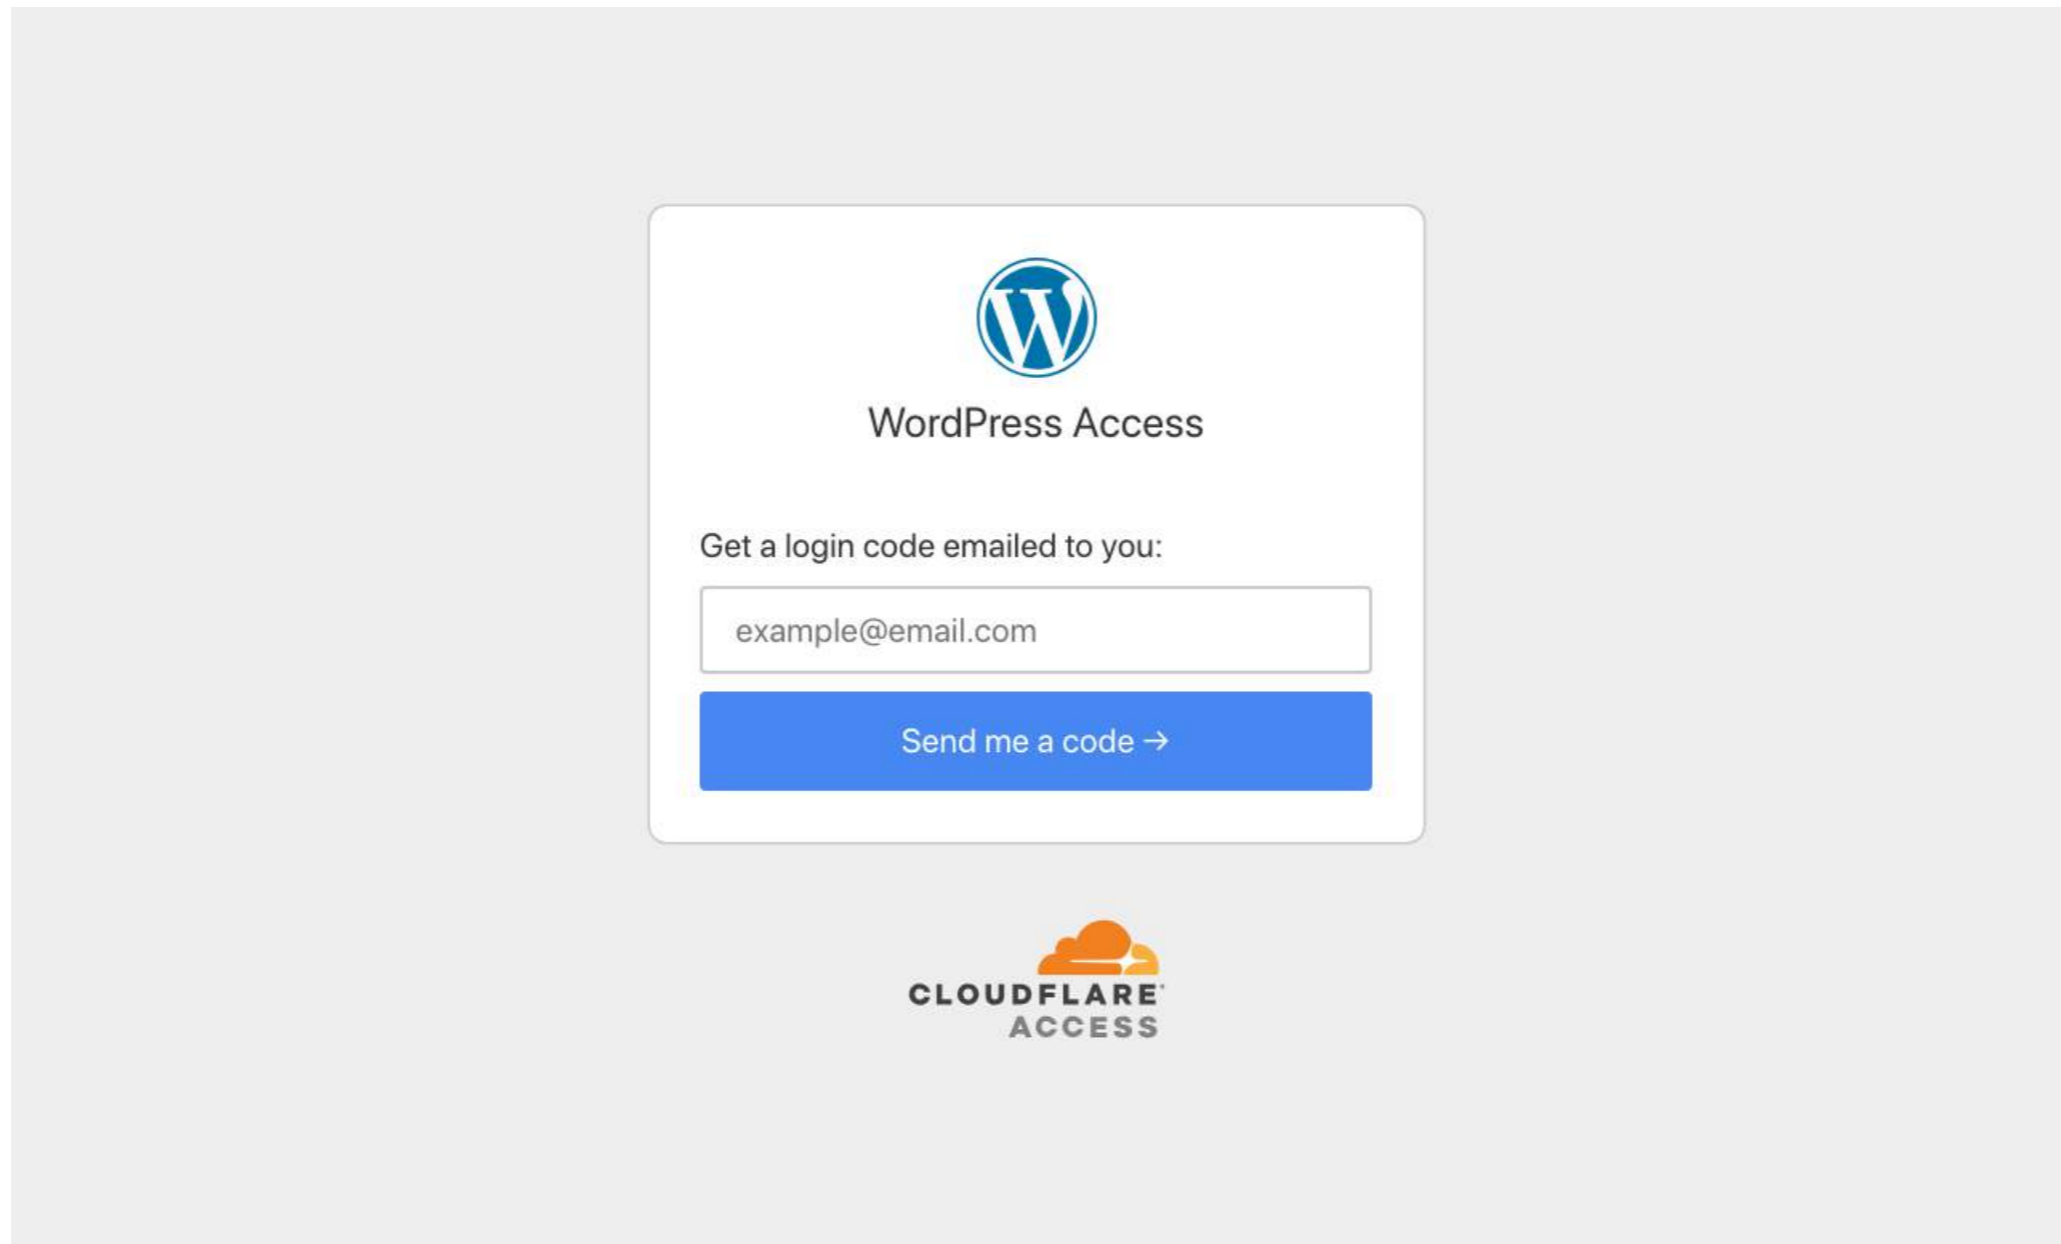 WordPress Access
Get a login code emailed to you:
example@email.com
Send me a code →
CLOUDFLARE
ACCESS